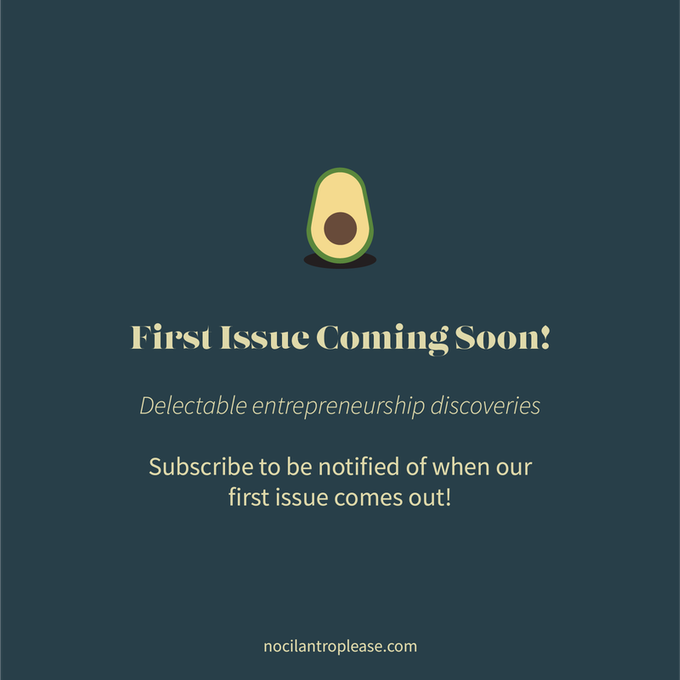 First Issue Coming Soon!
Delectable entrepreneurship discoveries
Subscribe to be notified of when our
first issue comes out!
nocilantroplease.com